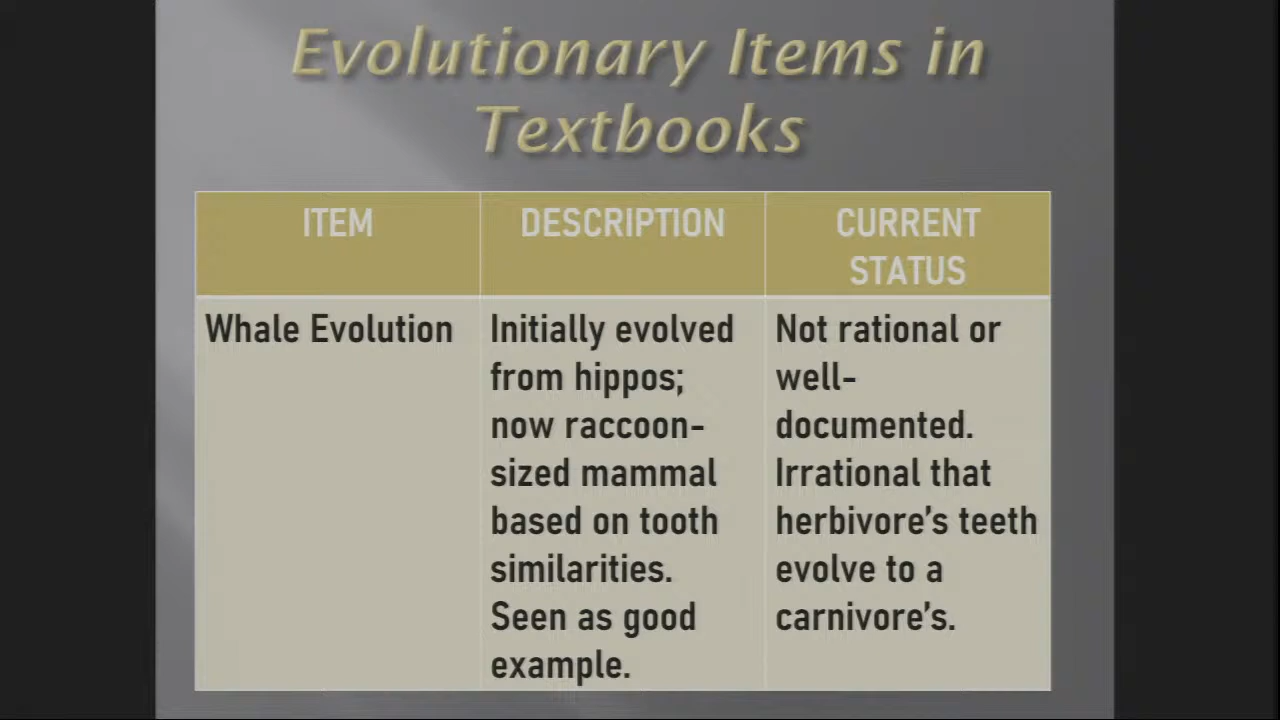 Evolutionary Items in
Textbooks
ITEM
DESCRIPTION
CURRENT
STATUS
Whale Evolution
Initially evolved
from hippos;
now raccoon-
sized mammal
based on tooth
similarities.
Seen as good
example.
Not rational or
well-
documented.
Irrational that
herbivore’s teeth
evolve to a
carnivore’s.